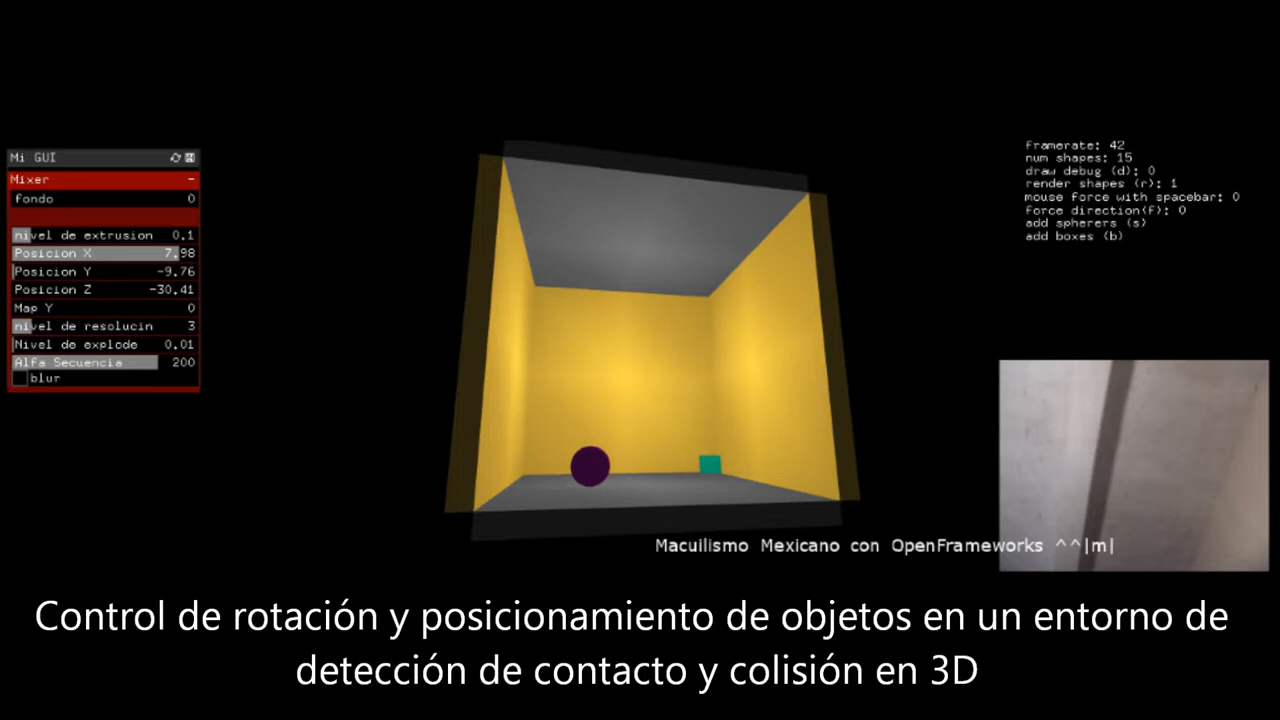 Mi GUI
Mixer -
fondo 0
nivel de extrusion 0.1
Posicion X 7.98
Posicion Y -9.76
Posicion Z -30.41
Map Y 0
nivel de resolucin 3
Nivel de explode 0.01
Alfa Secuencia 200
blur
Framerate: 42
num shapes: 15
draw debug (d): 0
render shapes (r): 1
mouse force with spacebar: 0
force direction(f): 0
add spherers (s)
add boxes (b)
Macuilismo Mexicano con OpenFrameworks ^^|m|
Control de rotación y posicionamiento de objetos en un entorno de
detección de contacto y colisión en 3D